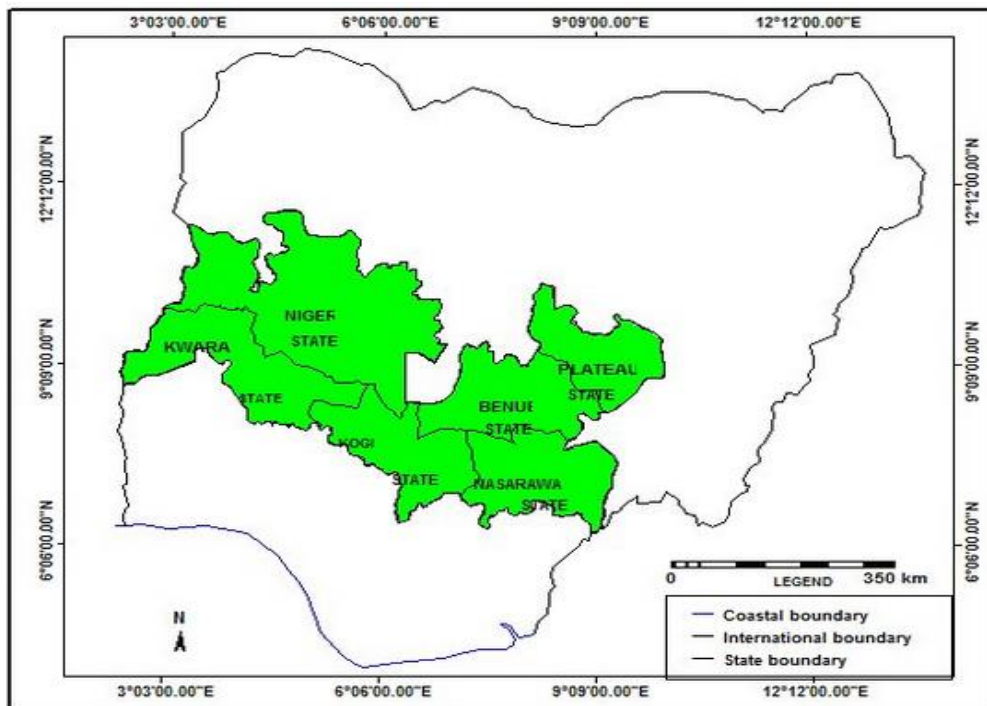 3°03'00.00"E
6°06'00.00"E
9°09'00.00"E
12°12'00.00"E
12°12'00.00"N
12°12'00.00"N
NIGER
STATE
KWARA
STATE
PLATEAU
STATE
9°09'00.00"N
9°09'00.00"N
BENUE
STATE
KOGI
STATE
NASARAWA
STATE
6°06'00.00"N
6°06'00.00"N
0
350 km
LEGEND
N
Coastal boundary
International boundary
State boundary
3°03'00.00"E
6°06'00.00"E
9°09'00.00"E
12°12'00.00"E